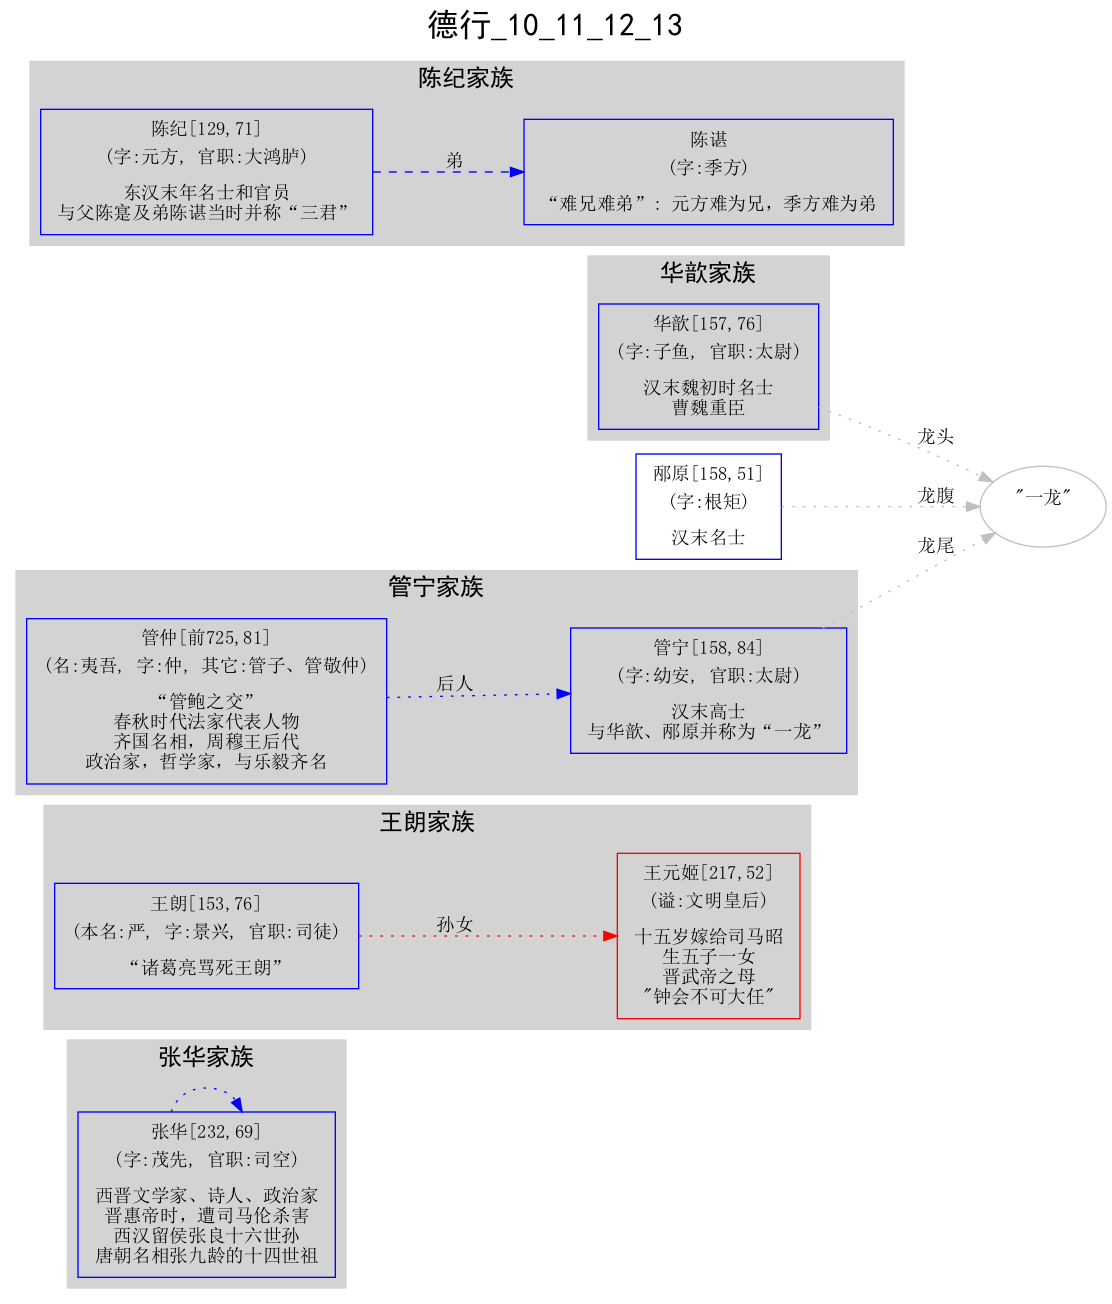 德行_10_11_12_13
陈纪家族
陈纪[129,71]
(字:元方, 官职:大鸿胪)
东汉末年名士和官员
与父陈寔及弟陈谌当时并称“三君”
弟
陈谌
(字:季方)
“难兄难弟”: 元方难为兄，季方难为弟
华歆家族
华歆[157,76]
(字:子鱼, 官职:太尉)
汉末魏初时名士
曹魏重臣
龙头
邴原[158,51]
(字:根矩)
汉末名士
龙腹
"一龙"
龙尾
管宁家族
管仲[前725,81]
(名:夷吾, 字:仲, 其它:管子、管敬仲)
“管鲍之交”
春秋时代法家代表人物
齐国名相，周穆王后代
政治家，哲学家，与乐毅齐名
后人
管宁[158,84]
(字:幼安, 官职:太尉)
汉末高士
与华歆、邴原并称为“一龙”
王朗家族
王朗[153,76]
(本名:严, 字:景兴, 官职:司徒)
“诸葛亮骂死王朗”
孙女
王元姬[217,52]
(谥:文明皇后)
十五岁嫁给司马昭
生五子一女
晋武帝之母
"钟会不可大任"
张华家族
张华[232,69]
(字:茂先, 官职:司空)
西晋文学家、诗人、政治家
晋惠帝时，遭司马伦杀害
西汉留侯张良十六世孙
唐朝名相张九龄的十四世祖